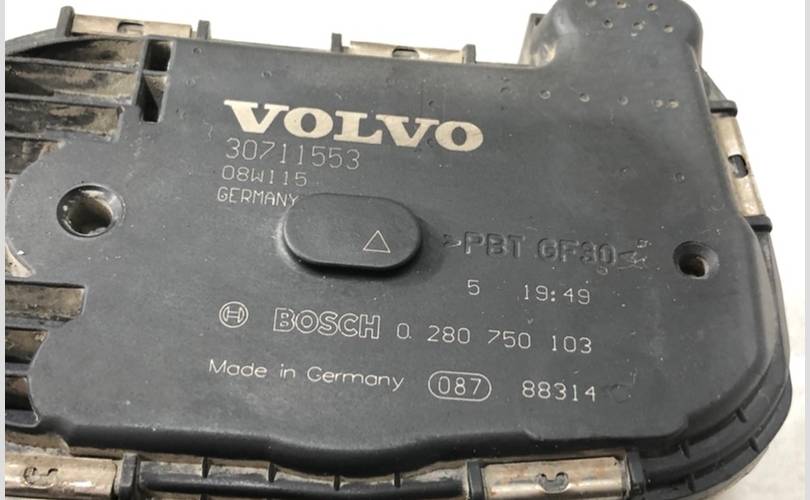 VOLVO
30711553
08W115
GERMANY
>PBT GF30<
5 19:49
BOSCH 0 280 750 103
Made in Germany 087 88314